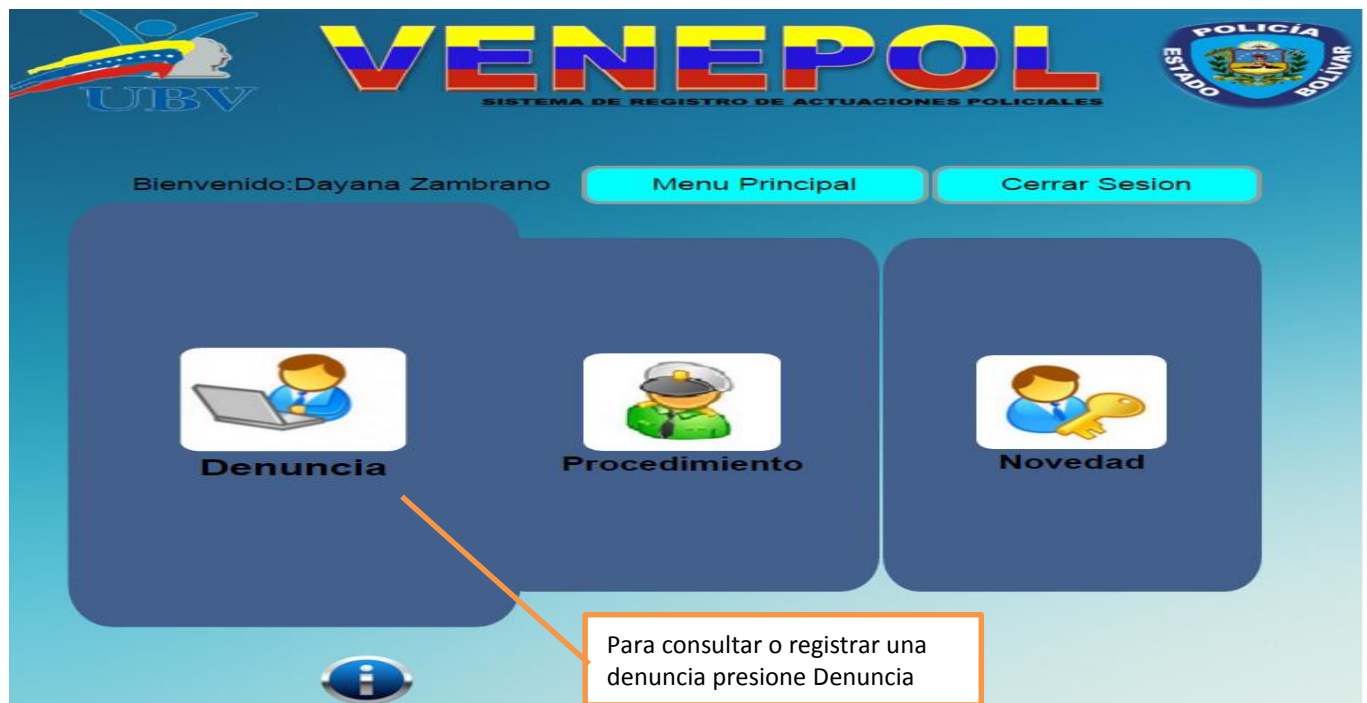 UBV
VENEPOL
SISTEMA DE REGISTRO DE ACTUACIONES POLICIALES
POLICÍA
ESTADO
BOLIVAR
Bienvenido:Dayana Zambrano
Menu Principal
Cerrar Sesion
Denuncia
Procedimiento
Novedad
Para consultar o registrar una
denuncia presione Denuncia
i